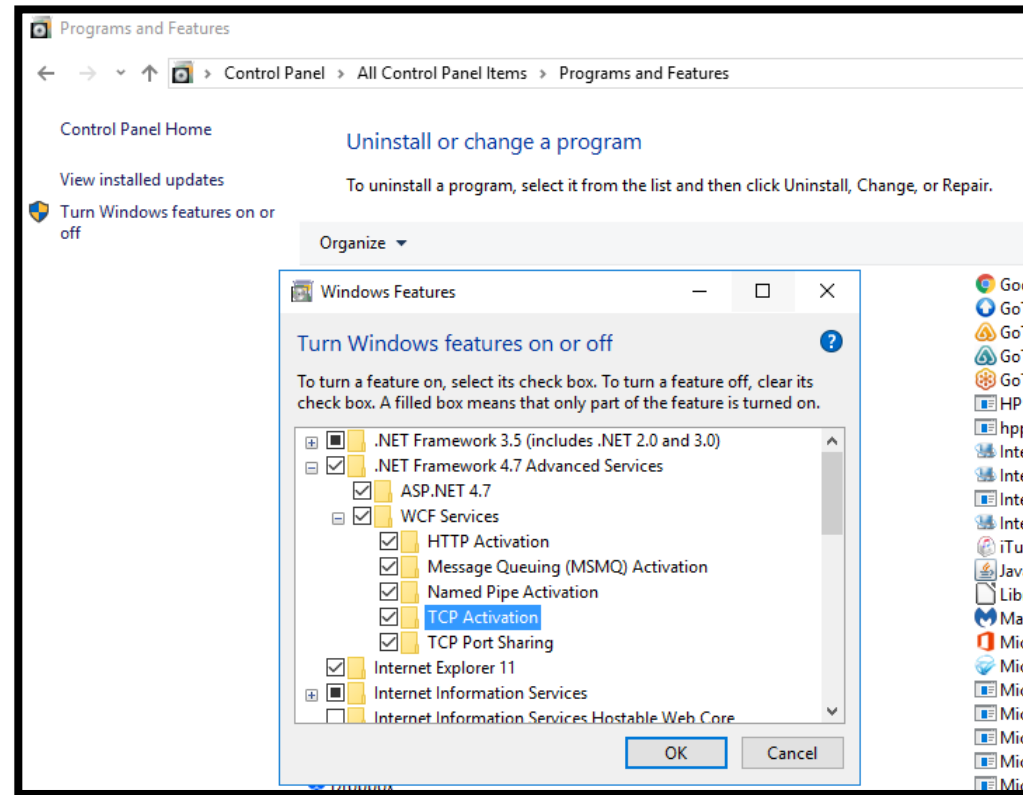 Programs and Features
Control Panel > All Control Panel Items > Programs and Features
Control Panel Home
Uninstall or change a program
View installed updates
To uninstall a program, select it from the list and then click Uninstall, Change, or Repair.
Turn Windows features on or
off
Organize
Windows Features
Turn Windows features on or off
To turn a feature on, select its check box. To turn a feature off, clear its
check box. A filled box means that only part of the feature is turned on.
.NET Framework 3.5 (includes .NET 2.0 and 3.0)
.NET Framework 4.7 Advanced Services
ASP.NET 4.7
WCF Services
HTTP Activation
Message Queuing (MSMQ) Activation
Named Pipe Activation
TCP Activation
TCP Port Sharing
Internet Explorer 11
Internet Information Services
Internet Information Services Hostable Web Core
OK
Cancel
HP